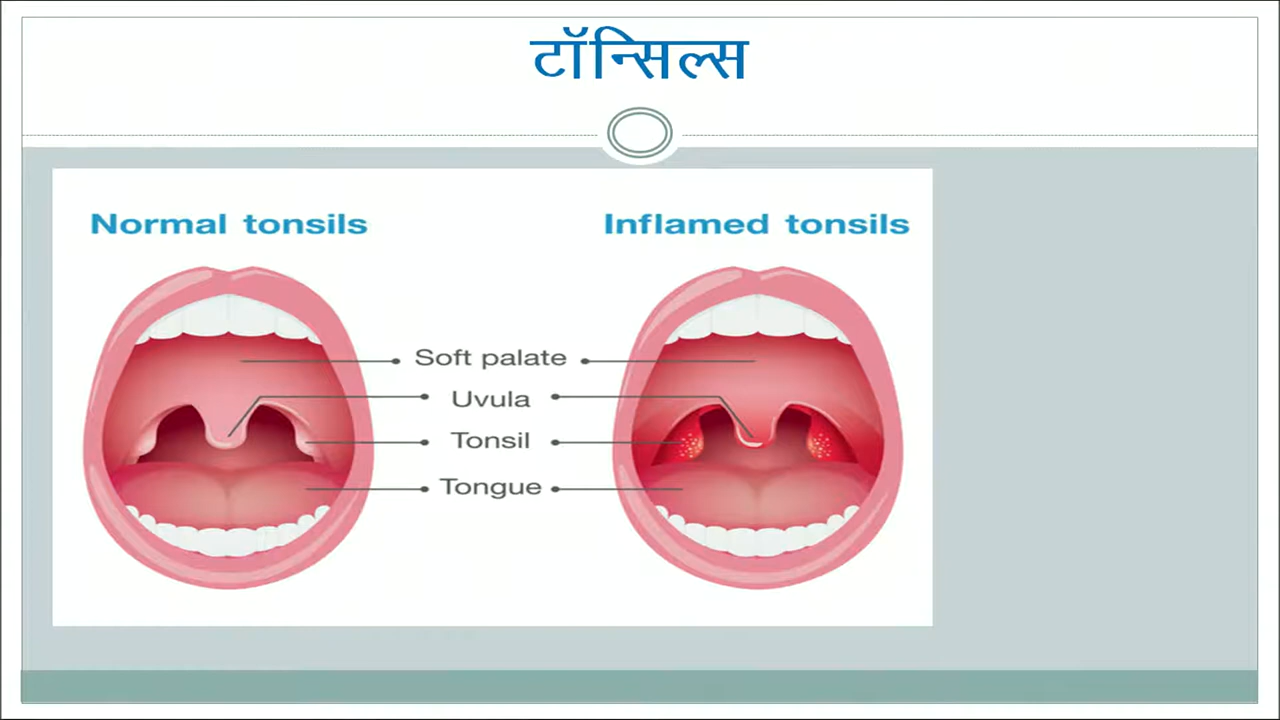 टॉन्सिल्स
Normal tonsils
Inflamed tonsils
Soft palate
Uvula
Tonsil
Tongue